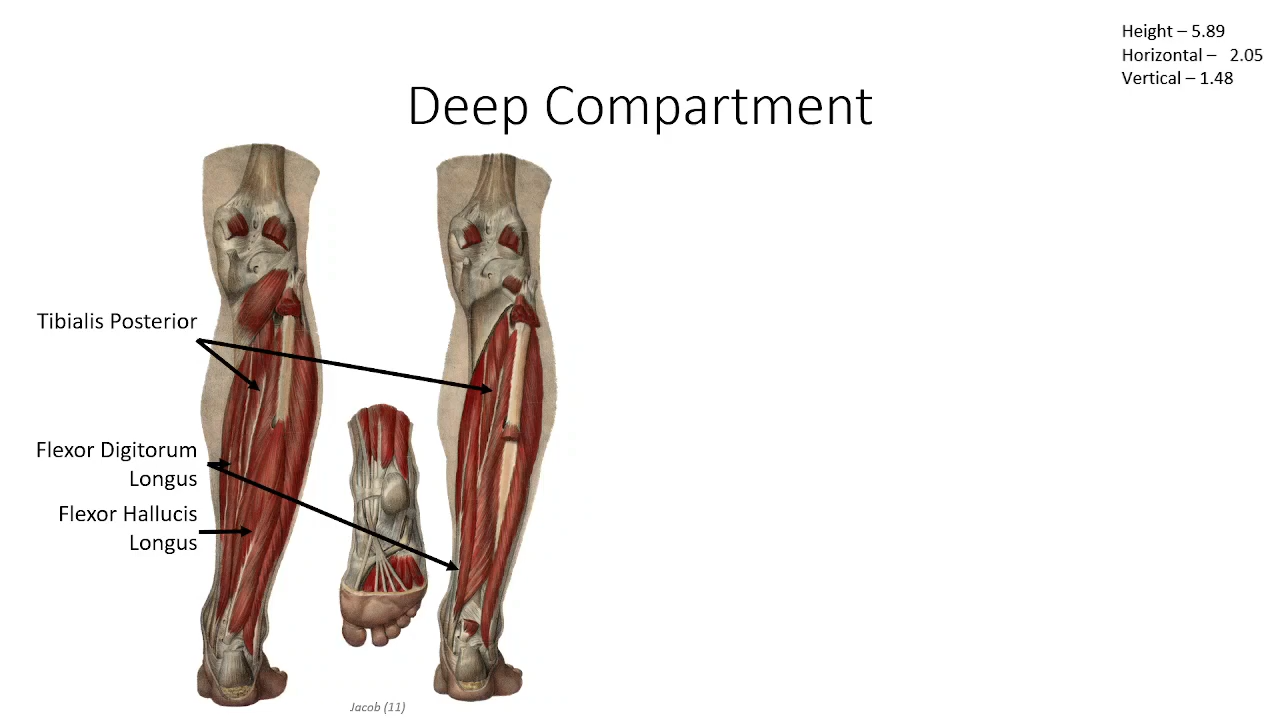 Height – 5.89
Horizontal –   2.05
Vertical – 1.48
Deep Compartment
Tibialis Posterior
Flexor Digitorum
Longus
Flexor Hallucis
Longus
Jacob (11)